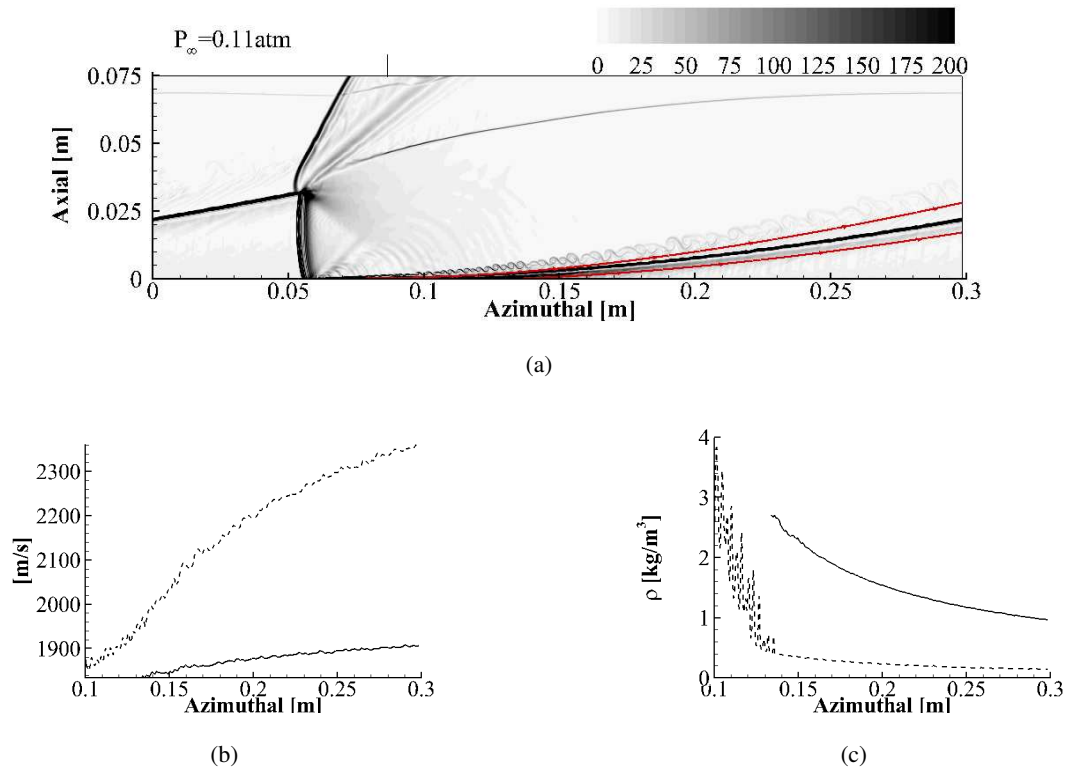 P∞=0.11atm
0 25 50 75 100 125 150 175 200
0.075
0.05
0.025
0
Axial [m]
0 0.05 0.1 0.15 0.2 0.25 0.3
Azimuthal [m]
(a)
2300
2200
2100
2000
1900
[m/s]
0.1 0.15 0.2 0.25 0.3
Azimuthal [m]
(b)
4
3
2
1
0
ρ [kg/m³]
0.1 0.15 0.2 0.25 0.3
Azimuthal [m]
(c)